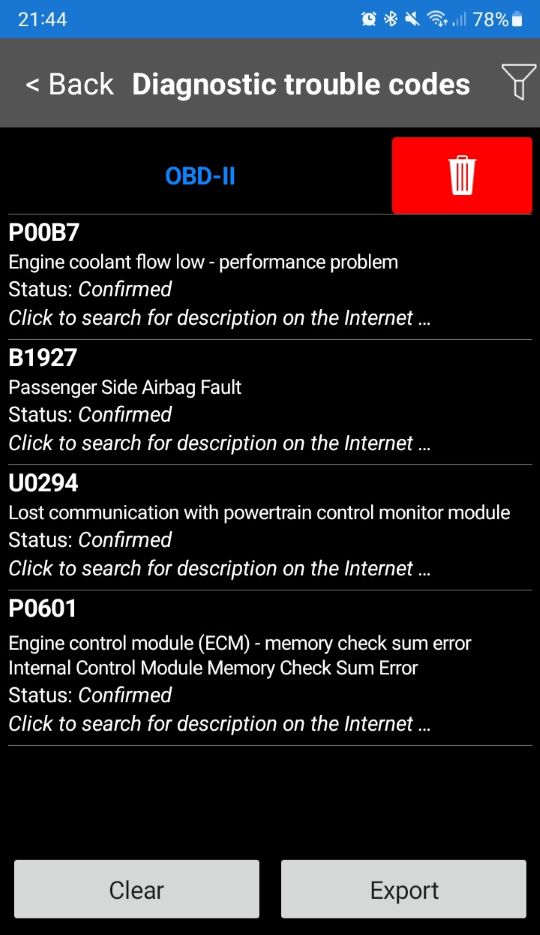 21:44
78%
< Back Diagnostic trouble codes
OBD-II
P00B7
Engine coolant flow low - performance problem
Status: Confirmed
Click to search for description on the Internet ...
B1927
Passenger Side Airbag Fault
Status: Confirmed
Click to search for description on the Internet ...
U0294
Lost communication with powertrain control monitor module
Status: Confirmed
Click to search for description on the Internet ...
P0601
Engine control module (ECM) - memory check sum error
Internal Control Module Memory Check Sum Error
Status: Confirmed
Click to search for description on the Internet ...
Clear
Export